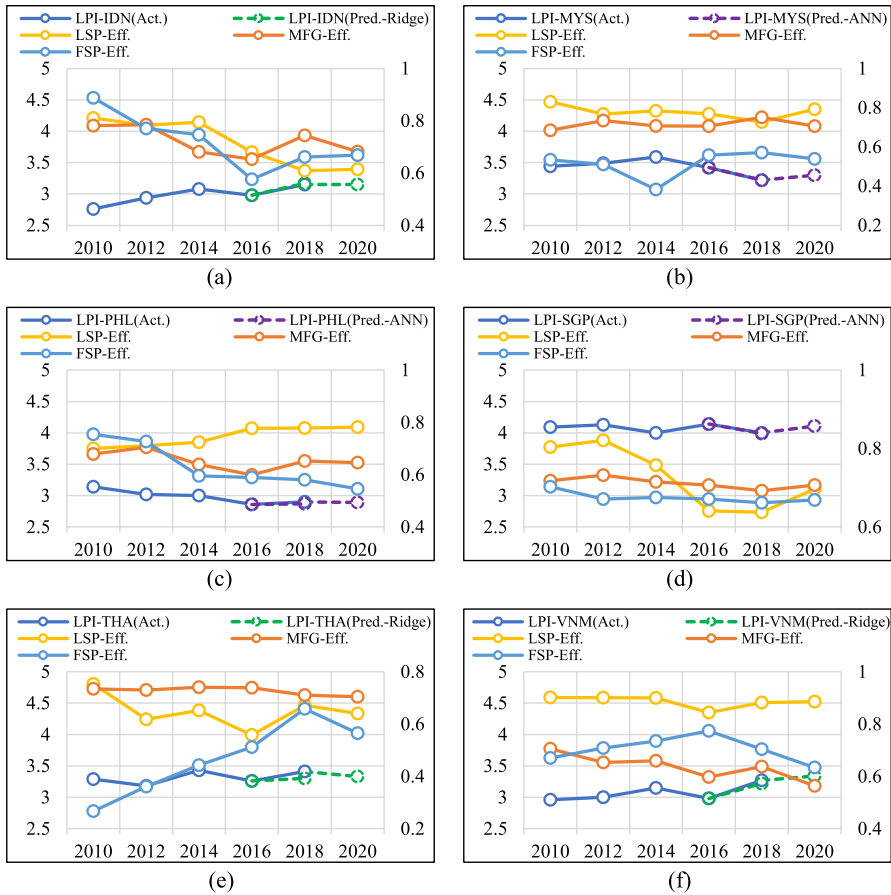 LPI-IDN(Act.) LPI-IDN(Pred.-Ridge)
LSP-Eff. MFG-Eff.
FSP-Eff.
5 1
4.5 0.8
4
3.5 0.6
3
2.5 0.4
2010 2012 2014 2016 2018 2020
(a)
LPI-MYS(Act.) LPI-MYS(Pred.-ANN)
LSP-Eff. MFG-Eff.
FSP-Eff.
5 1
4.5 0.8
4
3.5 0.6
3 0.4
2.5 0.2
2010 2012 2014 2016 2018 2020
(b)
LPI-PHL(Act.) LPI-PHL(Pred.-ANN)
LSP-Eff. MFG-Eff.
FSP-Eff.
5 1
4.5 0.8
4
3.5 0.6
3
2.5 0.4
2010 2012 2014 2016 2018 2020
(c)
LPI-SGP(Act.) LPI-SGP(Pred.-ANN)
LSP-Eff. MFG-Eff.
FSP-Eff.
5 1
4.5
4 0.8
3.5
3
2.5 0.6
2010 2012 2014 2016 2018 2020
(d)
LPI-THA(Act.) LPI-THA(Pred.-Ridge)
LSP-Eff. MFG-Eff.
FSP-Eff.
5 0.8
4.5 0.6
4
3.5 0.4
3
2.5 0.2
2010 2012 2014 2016 2018 2020
(e)
LPI-VNM(Act.) LPI-VNM(Pred.-Ridge)
LSP-Eff. MFG-Eff.
FSP-Eff.
5 1
4.5 0.8
4
3.5 0.6
3
2.5 0.4
2010 2012 2014 2016 2018 2020
(f)